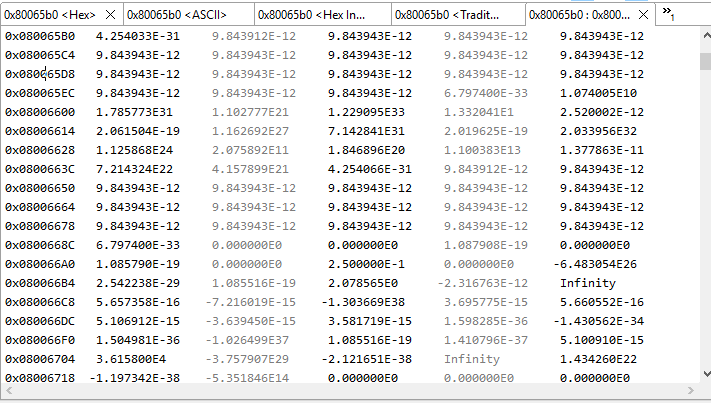 0x80065b0 <Hex> 0x80065b0 <ASCII> 0x80065b0 <Hex In... 0x80065b0 <Tradit... 0x80065b0 : 0x800... 1
0x080065B0 4.254033E-31 9.843912E-12 9.843943E-12 9.843943E-12 9.843943E-12
0x080065C4 9.843943E-12 9.843943E-12 9.843943E-12 9.843943E-12 9.843943E-12
0x080065D8 9.843943E-12 9.843943E-12 9.843943E-12 9.843943E-12 9.843943E-12
0x080065EC 9.843943E-12 9.843943E-12 9.843943E-12 6.797400E-33 1.074005E10
0x08006600 1.785773E31 1.102777E21 1.229095E33 1.332041E1 2.520002E-12
0x08006614 2.061504E-19 1.162692E27 7.142841E31 2.019625E-19 2.033956E32
0x08006628 1.125868E24 2.075892E11 1.846896E20 1.100383E13 1.377863E-11
0x0800663C 7.214322E22 4.157899E21 4.254066E-31 9.843912E-12 9.843943E-12
0x08006650 9.843943E-12 9.843943E-12 9.843943E-12 9.843943E-12 9.843943E-12
0x08006664 9.843943E-12 9.843943E-12 9.843943E-12 9.843943E-12 9.843943E-12
0x08006678 9.843943E-12 9.843943E-12 9.843943E-12 9.843943E-12 9.843943E-12
0x0800668C 6.797400E-33 0.000000E0 0.000000E0 1.087908E-19 0.000000E0
0x080066A0 1.085790E-19 0.000000E0 2.500000E-1 0.000000E0 -6.483054E26
0x080066B4 2.542238E-29 1.085516E-19 2.078565E0 -2.316763E-12 Infinity
0x080066C8 5.657358E-16 -7.216019E-15 -1.303669E38 3.695775E-15 5.660552E-16
0x080066DC 5.106912E-15 -3.639450E-15 3.581719E-15 1.598285E-36 -1.430562E-34
0x080066F0 1.504981E-36 -1.026499E37 1.085516E-19 1.410796E-37 5.100910E-15
0x08006704 3.615800E4 -3.757907E29 -2.121651E-38 Infinity 1.434260E22
0x08006718 -1.197342E-38 -5.351846E14 0.000000E0 0.000000E0 0.000000E0